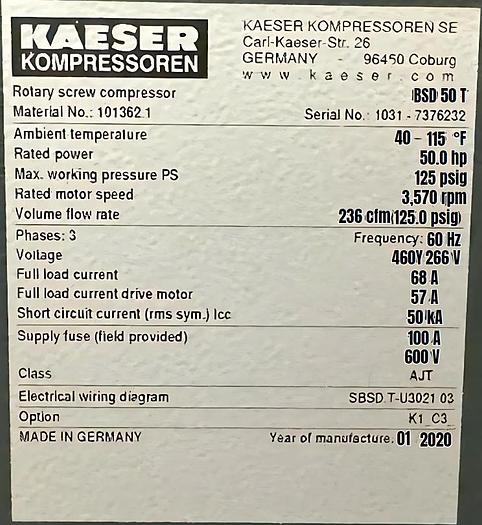 KAESER
KOMPRESSOREN
KAESER KOMPRESSOREN SE
Carl-Kaeser-Str. 26
GERMANY - 96450 Coburg
www.kaeser.com
Rotary screw compressor BSD 50 T
Material No.: 101362.1 Serial No.: 1031 - 7376232
Ambient temperature 40 - 115 °F
Rated power 50.0 hp
Max. working pressure PS 125 psig
Rated motor speed 3,570 rpm
Volume flow rate 236 cfm(125.0 psig)
Phases: 3 Frequency: 60 Hz
Voltage 460Y/266 V
Full load current 68 A
Full load current drive motor 57 A
Short circuit current (rms sym.) Icc 50 kA
Supply fuse (field provided) 100 A
600 V
Class AJT
Electrical wiring diagram SBSD.T-U3021.03
Option K1_C3_
MADE IN GERMANY Year of manufacture. 01 2020